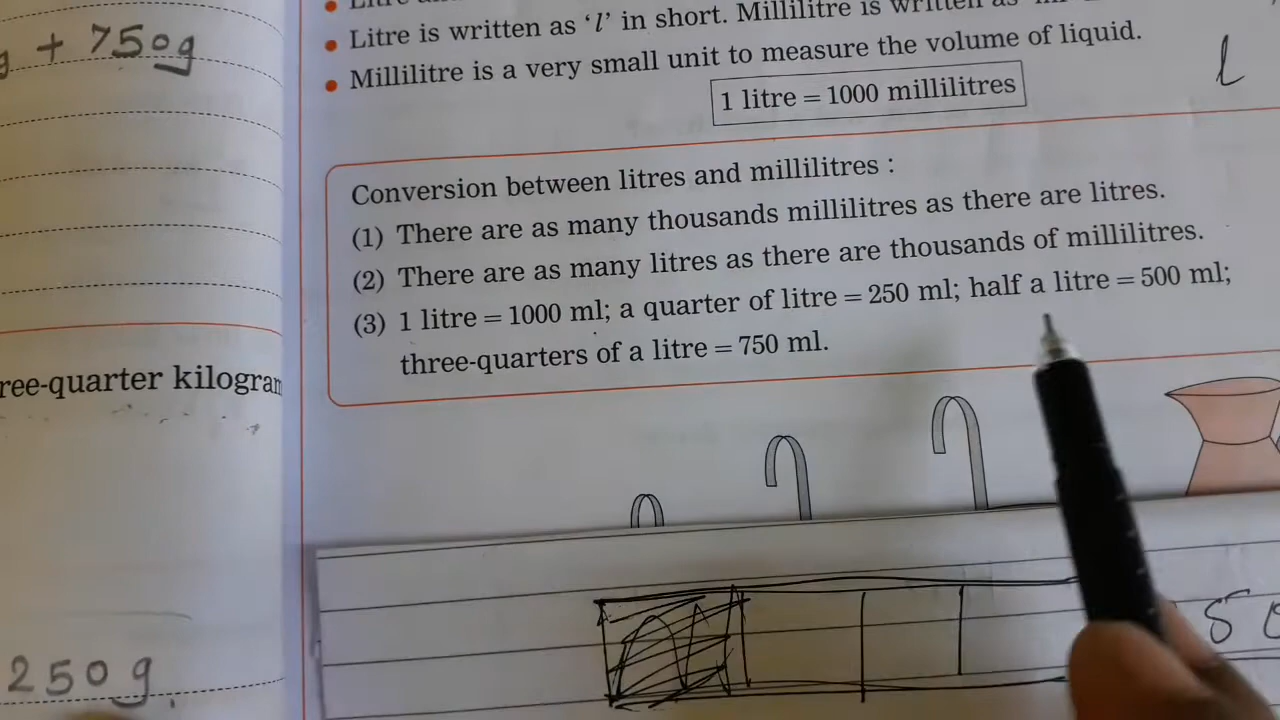 + 750g
Litre is written as ‘l’ in short. Millilitre is written as
Millilitre is a very small unit to measure the volume of liquid.
l
1 litre = 1000 millilitres
Conversion between litres and millilitres :
(1) There are as many thousands millilitres as there are litres.
(2) There are as many litres as there are thousands of millilitres.
(3) 1 litre = 1000 ml; a quarter of litre = 250 ml; half a litre = 500 ml;
three-quarters of a litre = 750 ml.
ree-quarter kilogram
250g.